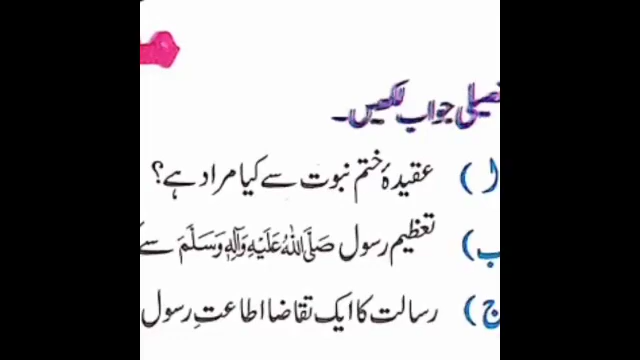 تفصیلی جواب لکھیں۔
(ا) عقیدۂ ختم نبوت سے کیا مراد ہے؟
(ب) تعظیم رسول صَلَّی اللّٰہُ عَلَیْہِ وَآلِہٖ وَسَلَّمَ سے
(ج) رسالت کا ایک تقاضا اطاعتِ رسول